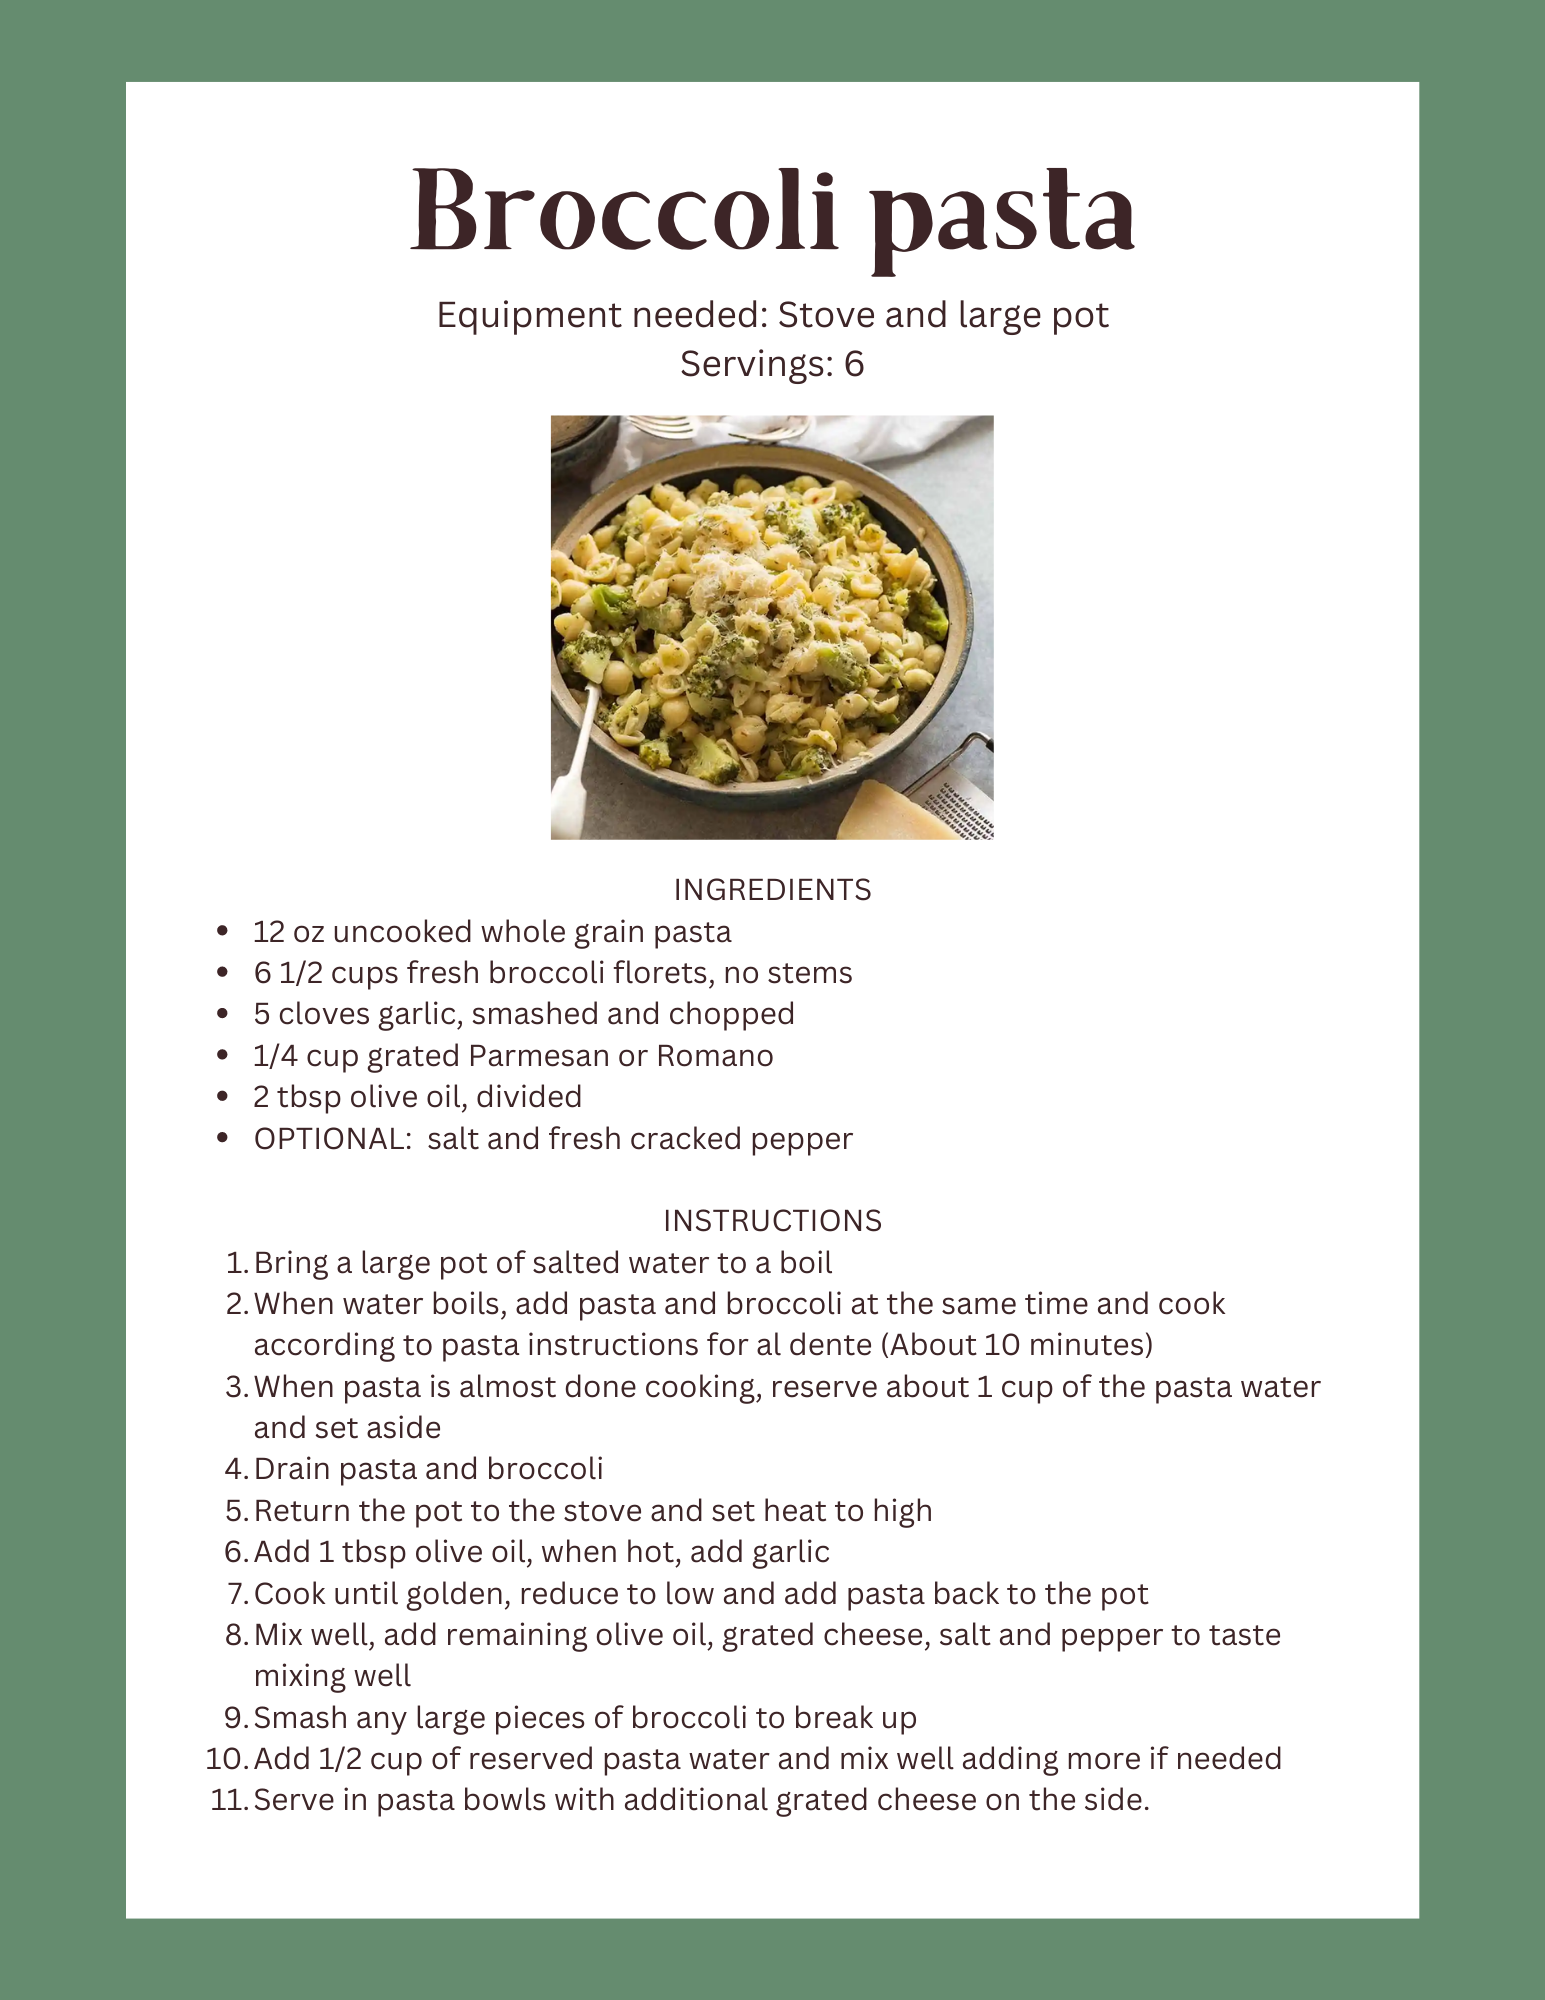 Broccoli pasta
Equipment needed: Stove and large pot
Servings: 6
INGREDIENTS
• 12 oz uncooked whole grain pasta
• 6 1/2 cups fresh broccoli florets, no stems
• 5 cloves garlic, smashed and chopped
• 1/4 cup grated Parmesan or Romano
• 2 tbsp olive oil, divided
• OPTIONAL: salt and fresh cracked pepper
INSTRUCTIONS
1. Bring a large pot of salted water to a boil
2. When water boils, add pasta and broccoli at the same time and cook
according to pasta instructions for al dente (About 10 minutes)
3. When pasta is almost done cooking, reserve about 1 cup of the pasta water
and set aside
4. Drain pasta and broccoli
5. Return the pot to the stove and set heat to high
6. Add 1 tbsp olive oil, when hot, add garlic
7. Cook until golden, reduce to low and add pasta back to the pot
8. Mix well, add remaining olive oil, grated cheese, salt and pepper to taste
mixing well
9. Smash any large pieces of broccoli to break up
10. Add 1/2 cup of reserved pasta water and mix well adding more if needed
11. Serve in pasta bowls with additional grated cheese on the side.